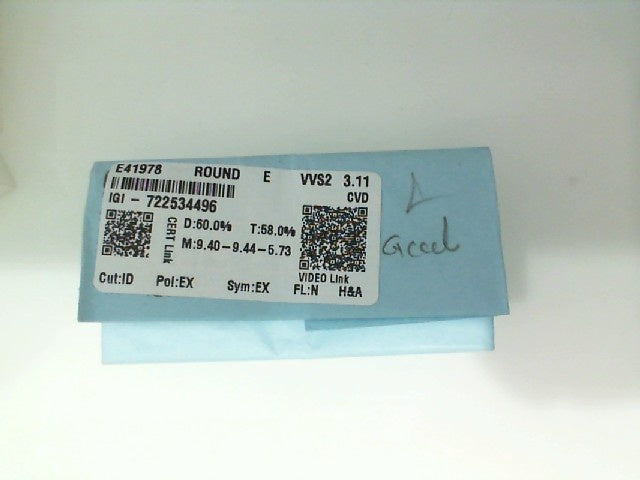 E41978 ROUND E VVS2 3.11
CVD
IGI - 722534496
D:60.0% T:58.0%
M:9.40-9.44-5.73
CERT Link
VIDEO Link
Cut:ID Pol:EX Sym:EX FL:N H&A